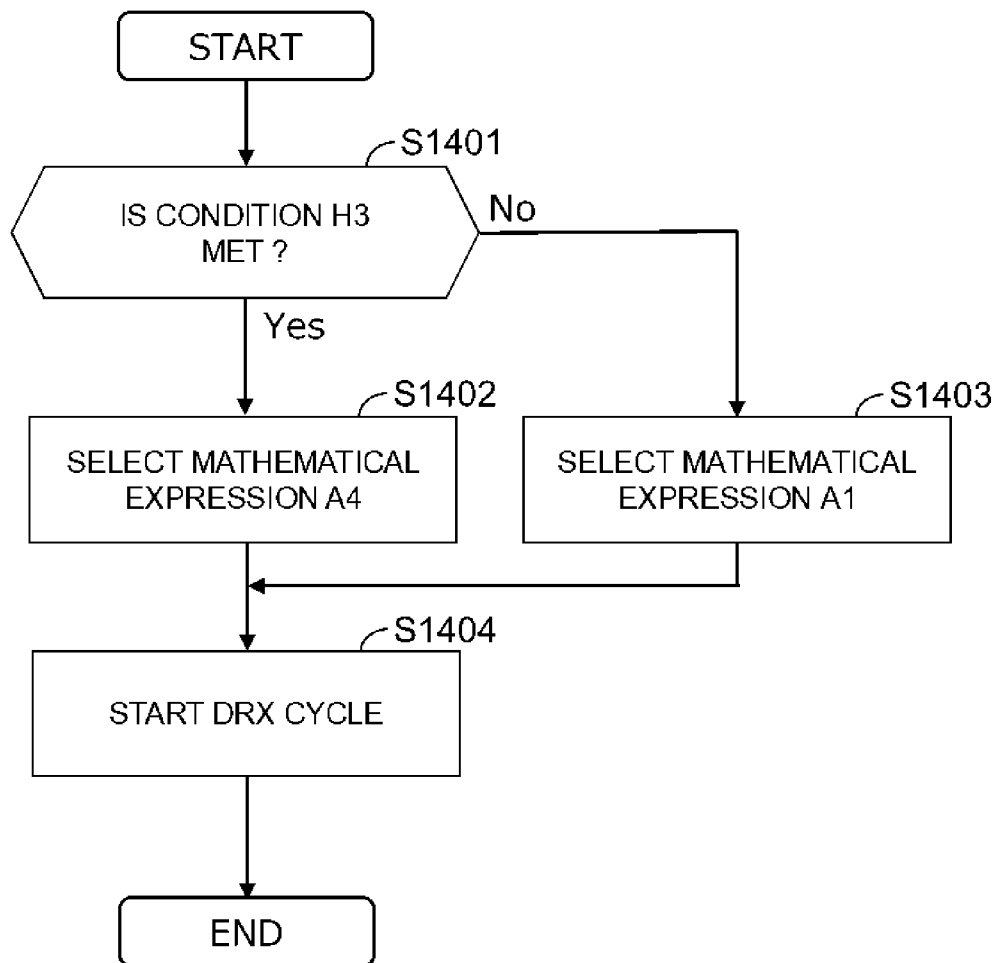 START
S1401
IS CONDITION H3
MET ?
No
Yes
S1402
SELECT MATHEMATICAL
EXPRESSION A4
S1403
SELECT MATHEMATICAL
EXPRESSION A1
S1404
START DRX CYCLE
END